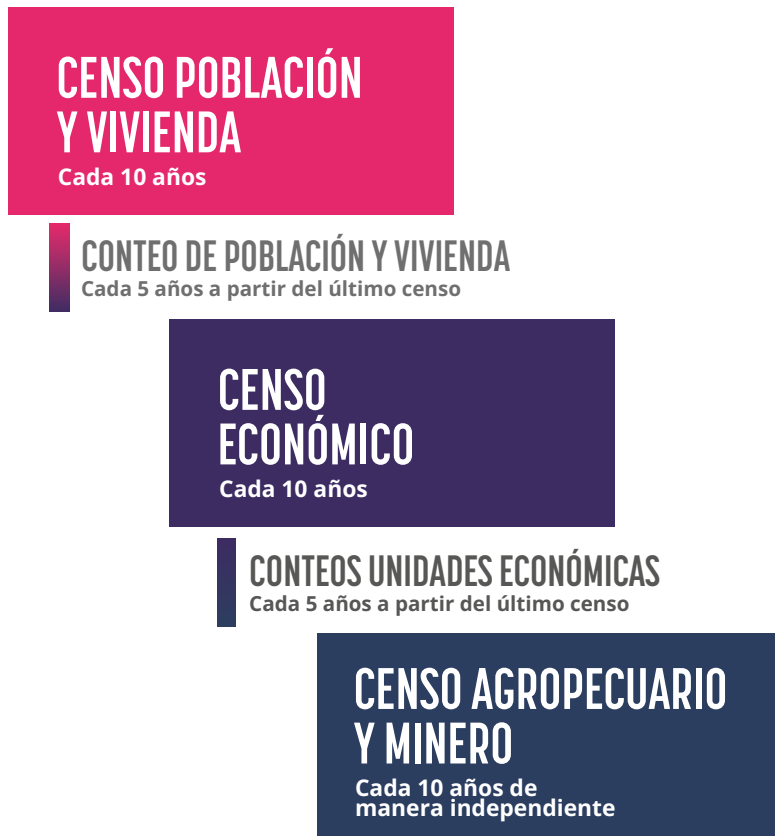 CENSO POBLACIÓN
Y VIVIENDA
Cada 10 años
CONTEO DE POBLACIÓN Y VIVIENDA
Cada 5 años a partir del último censo
CENSO
ECONÓMICO
Cada 10 años
CONTEOS UNIDADES ECONÓMICAS
Cada 5 años a partir del último censo
CENSO AGROPECUARIO
Y MINERO
Cada 10 años de
manera independiente